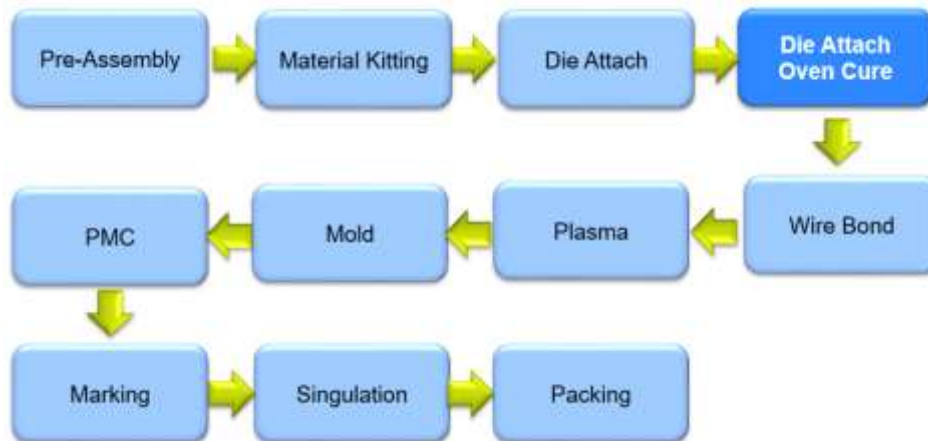 Pre-Assembly
Material Kitting
Die Attach
Die Attach
Oven Cure
Wire Bond
Plasma
Mold
PMC
Marking
Singulation
Packing